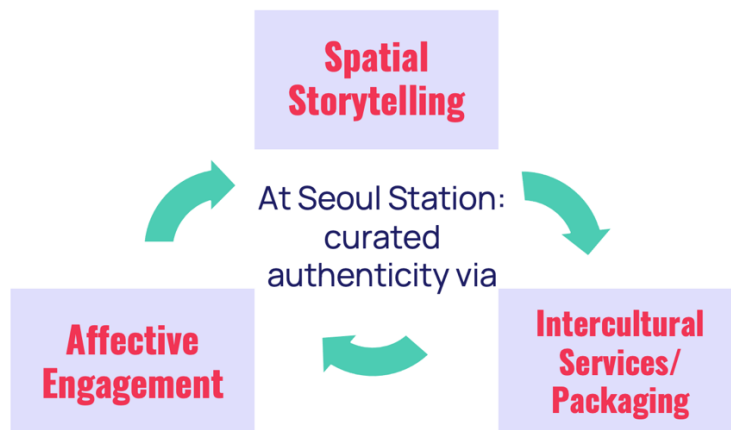 Spatial
Storytelling
At Seoul Station:
curated
authenticity via
Affective
Engagement
Intercultural
Services/
Packaging